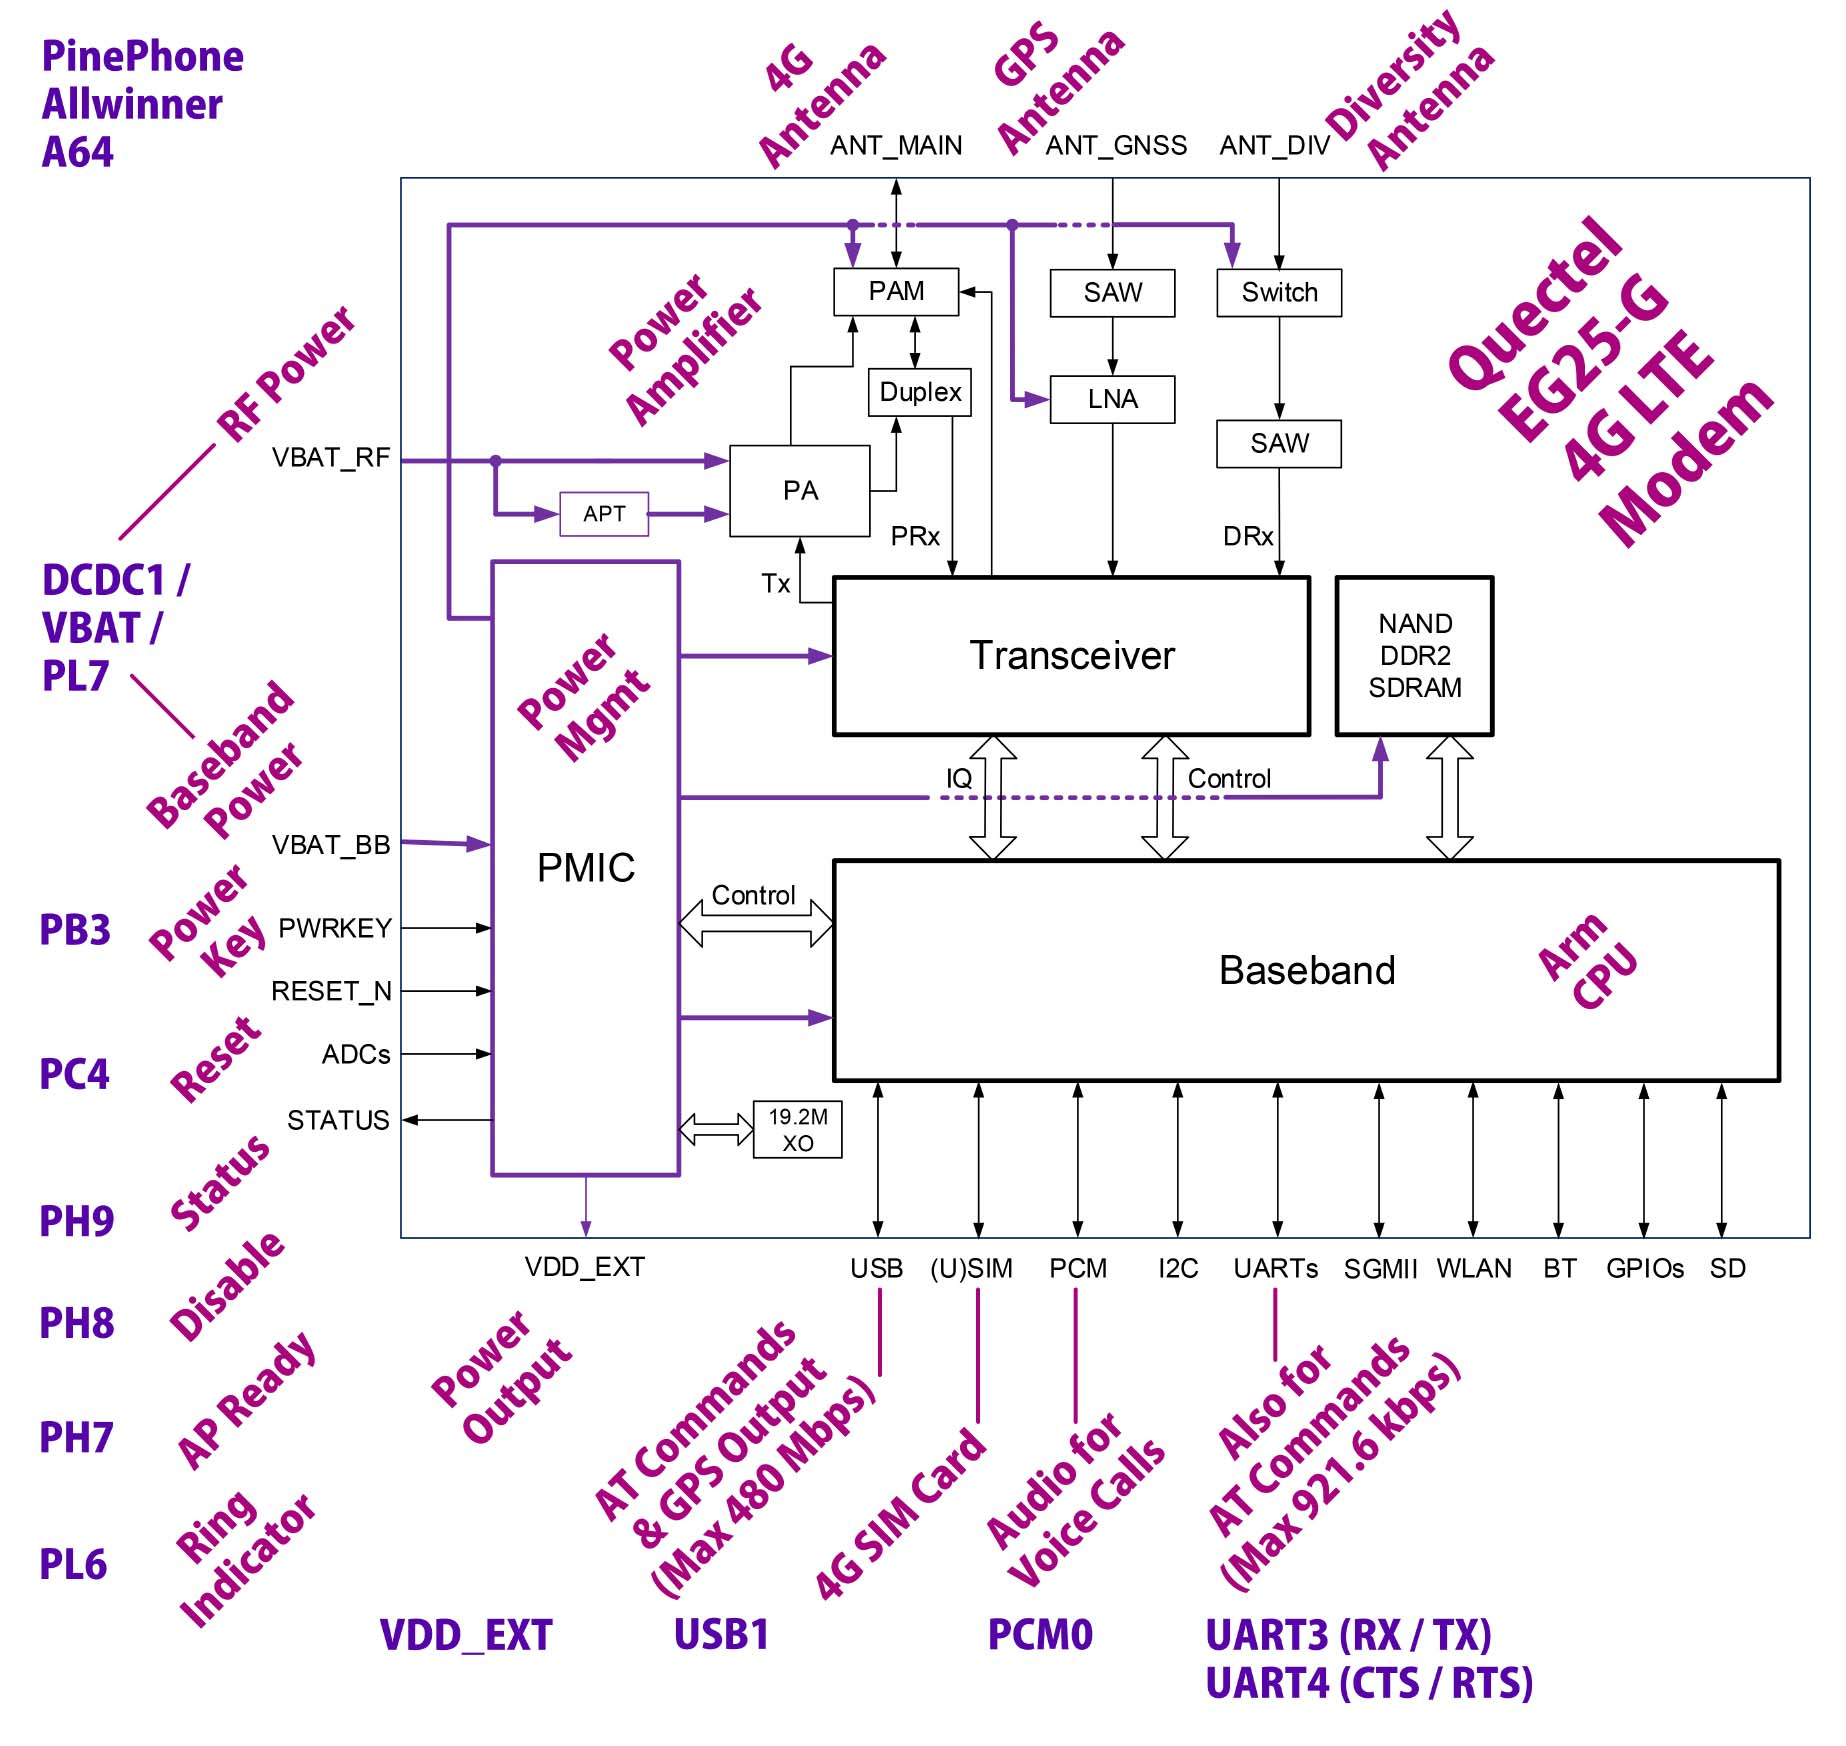 PinePhone
Allwinner
A64
4G
Antenna
GPS
Antenna
Diversity
Antenna
ANT_MAIN
ANT_GNSS
ANT_DIV
Quectel
EG25-G
4G LTE
Modem
RF Power
Power
Amplifier
PAM
SAW
Switch
Duplex
LNA
SAW
VBAT_RF
PA
APT
PRx
DRx
Tx
DCDC1 /
VBAT /
PL7
Power
Mgmt
Transceiver
NAND
DDR2
SDRAM
Baseband
Power
IQ
Control
VBAT_BB
PMIC
Control
PB3
Power
Key
PWRKEY
Baseband
Arm
CPU
RESET_N
PC4
Reset
ADCs
STATUS
19.2M
XO
PH9
Status
VDD_EXT
USB
(U)SIM
PCM
I2C
UARTs
SGMII
WLAN
BT
GPIOs
SD
PH8
Disable
PH7
AP Ready
Power
Output
AT Commands
& GPS Output
(Max 480 Mbps)
4G SIM Card
Audio for
Voice Calls
Also for
AT Commands
(Max 921.6 kbps)
PL6
Ring
Indicator
VDD_EXT
USB1
PCM0
UART3 (RX / TX)
UART4 (CTS / RTS)